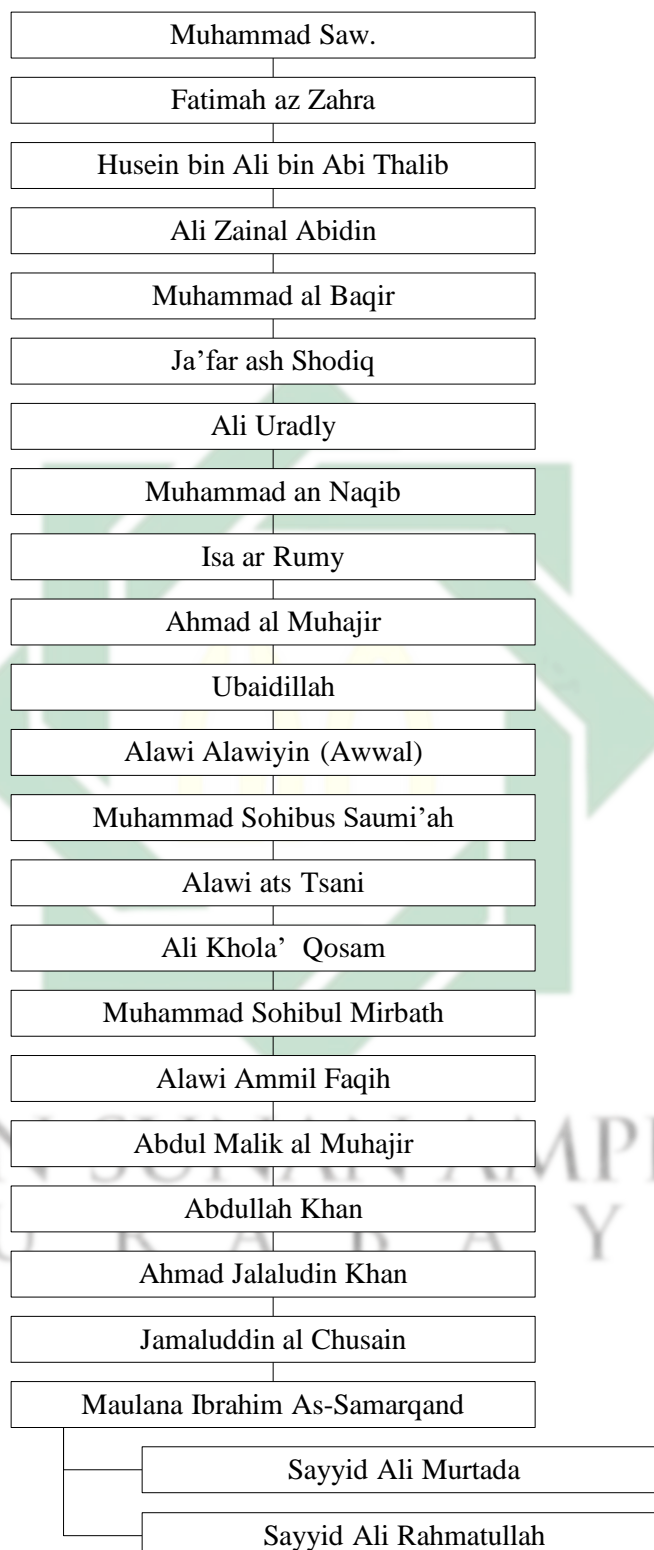 Muhammad Saw.
Fatimah az Zahra
Husein bin Ali bin Abi Thalib
Ali Zainal Abidin
Muhammad al Baqir
Ja’far ash Shodiq
Ali Uradly
Muhammad an Naqib
Isa ar Rumy
Ahmad al Muhajir
Ubaidillah
Alawi Alawiyin (Awwal)
Muhammad Sohibus Saumi’ah
Alawi ats Tsani
Ali Khola’ Qosam
Muhammad Sohibul Mirbath
Alawi Ammil Faqih
Abdul Malik al Muhajir
Abdullah Khan
Ahmad Jalaludin Khan
Jamaluddin al Chusain
Maulana Ibrahim As-Samarqand
Sayyid Ali Murtada
Sayyid Ali Rahmatullah